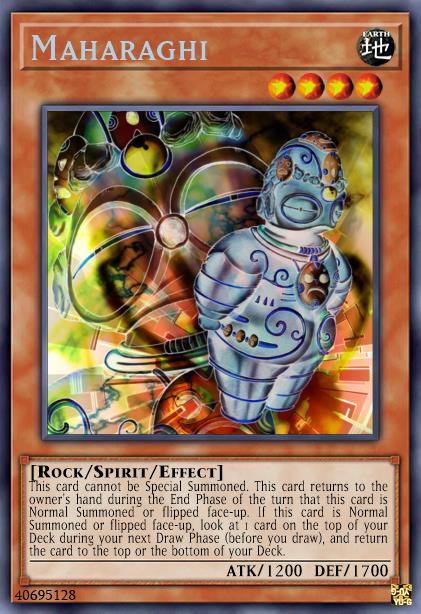 MAHARAGHI
EARTH
地
[ROCK/SPIRIT/EFFECT]
This card cannot be Special Summoned. This card returns to the
owner's hand during the End Phase of the turn that this card is
Normal Summoned or flipped face-up. If this card is Normal
Summoned or flipped face-up, look at 1 card on the top of your
Deck during your next Draw Phase (before you draw), and return
the card to the top or the bottom of your Deck.
ATK/1200 DEF/1700
40695128